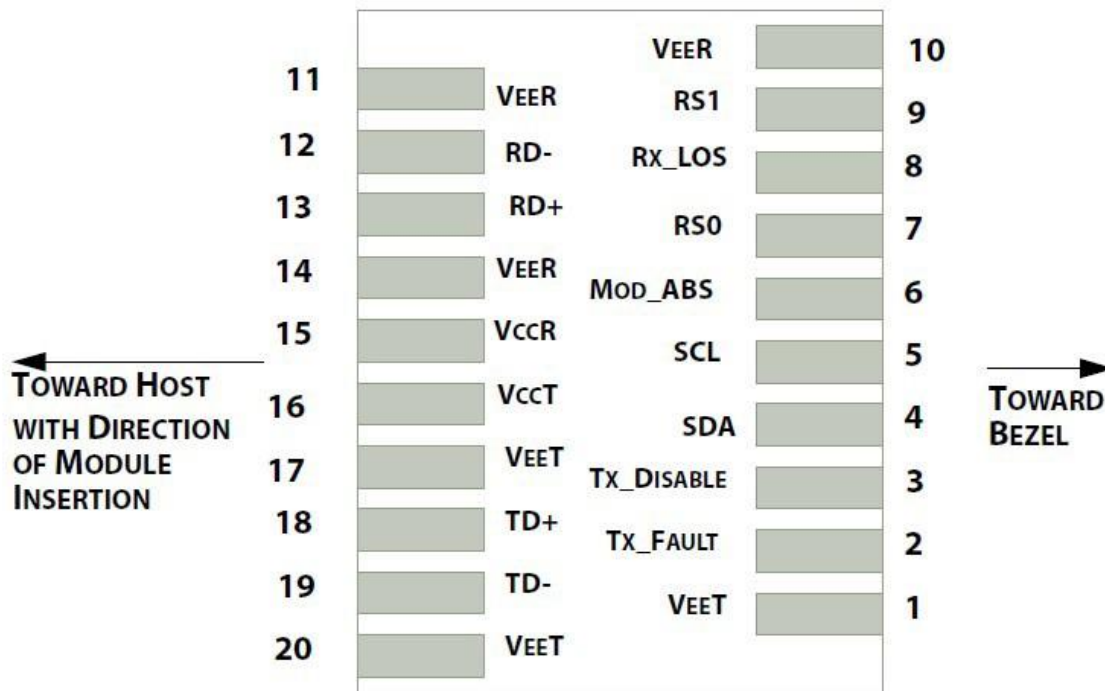 11 VEER
12 RD-
13 RD+
14 VEER
15 VCCR
16 VCCT
17 VEET
18 TD+
19 TD-
20 VEET
VEER 10
RS1 9
RX_LOS 8
RS0 7
MOD_ABS 6
SCL 5
SDA 4
TX_DISABLE 3
TX_FAULT 2
VEET 1
TOWARD HOST
WITH DIRECTION
OF MODULE
INSERTION
TOWARD
BEZEL